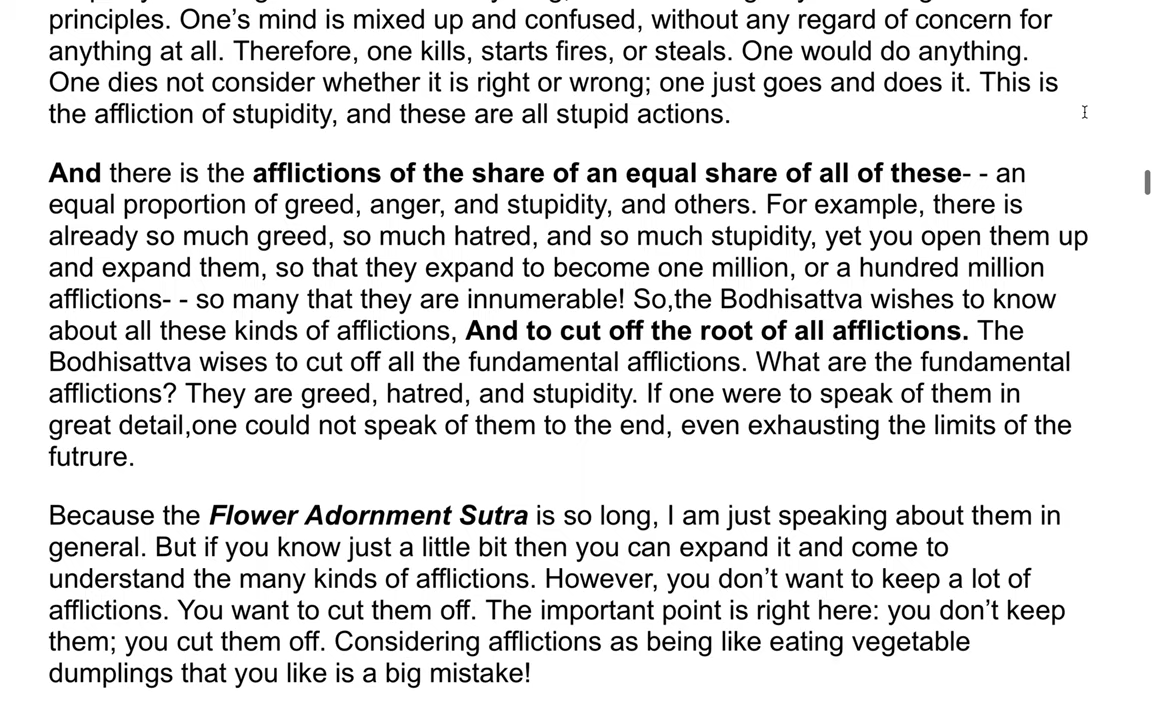 principles. One’s mind is mixed up and confused, without any regard of concern for
anything at all. Therefore, one kills, starts fires, or steals. One would do anything.
One dies not consider whether it is right or wrong; one just goes and does it. This is
the affliction of stupidity, and these are all stupid actions.
And there is the afflictions of the share of an equal share of all of these- - an
equal proportion of greed, anger, and stupidity, and others. For example, there is
already so much greed, so much hatred, and so much stupidity, yet you open them up
and expand them, so that they expand to become one million, or a hundred million
afflictions- - so many that they are innumerable! So,the Bodhisattva wishes to know
about all these kinds of afflictions, And to cut off the root of all afflictions. The
Bodhisattva wises to cut off all the fundamental afflictions. What are the fundamental
afflictions? They are greed, hatred, and stupidity. If one were to speak of them in
great detail,one could not speak of them to the end, even exhausting the limits of the
futrure.
Because the Flower Adornment Sutra is so long, I am just speaking about them in
general. But if you know just a little bit then you can expand it and come to
understand the many kinds of afflictions. However, you don’t want to keep a lot of
afflictions. You want to cut them off. The important point is right here: you don’t keep
them; you cut them off. Considering afflictions as being like eating vegetable
dumplings that you like is a big mistake!